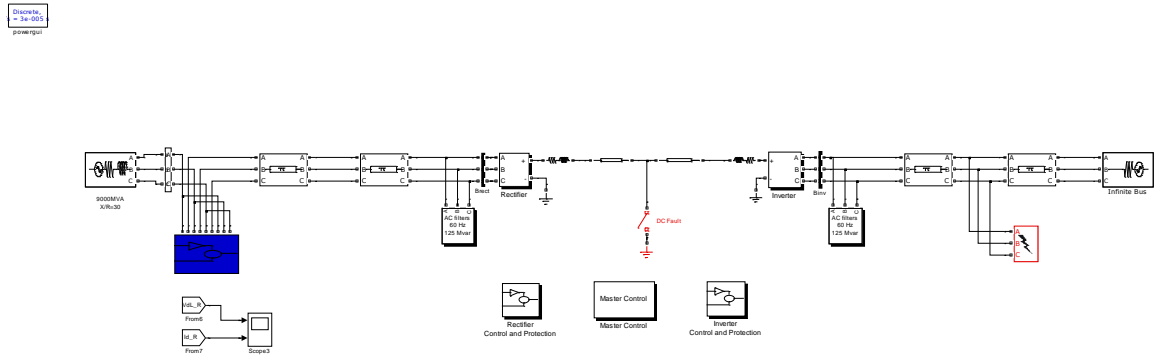 Discrete,
= 3e-005 s
powergui
A
B
C
A
B
C
9000MVA
X/R=30
A A
B B
C C
A A
B B
C C
Brect
A +
B
C -
Rectifier
A B C
AC filters
60 Hz
125 Mvar
DC Fault
+ A
B
- C
Inverter
Binv
A B C
AC filters
60 Hz
125 Mvar
A A
B B
C C
A A
B B
C C
A
B
C
Infinite Bus
A
B
C
VdL_R
From6
Id_R
From7
Scope3
Rectifier
Control and Protection
Master Control
Master Control
Inverter
Control and Protection